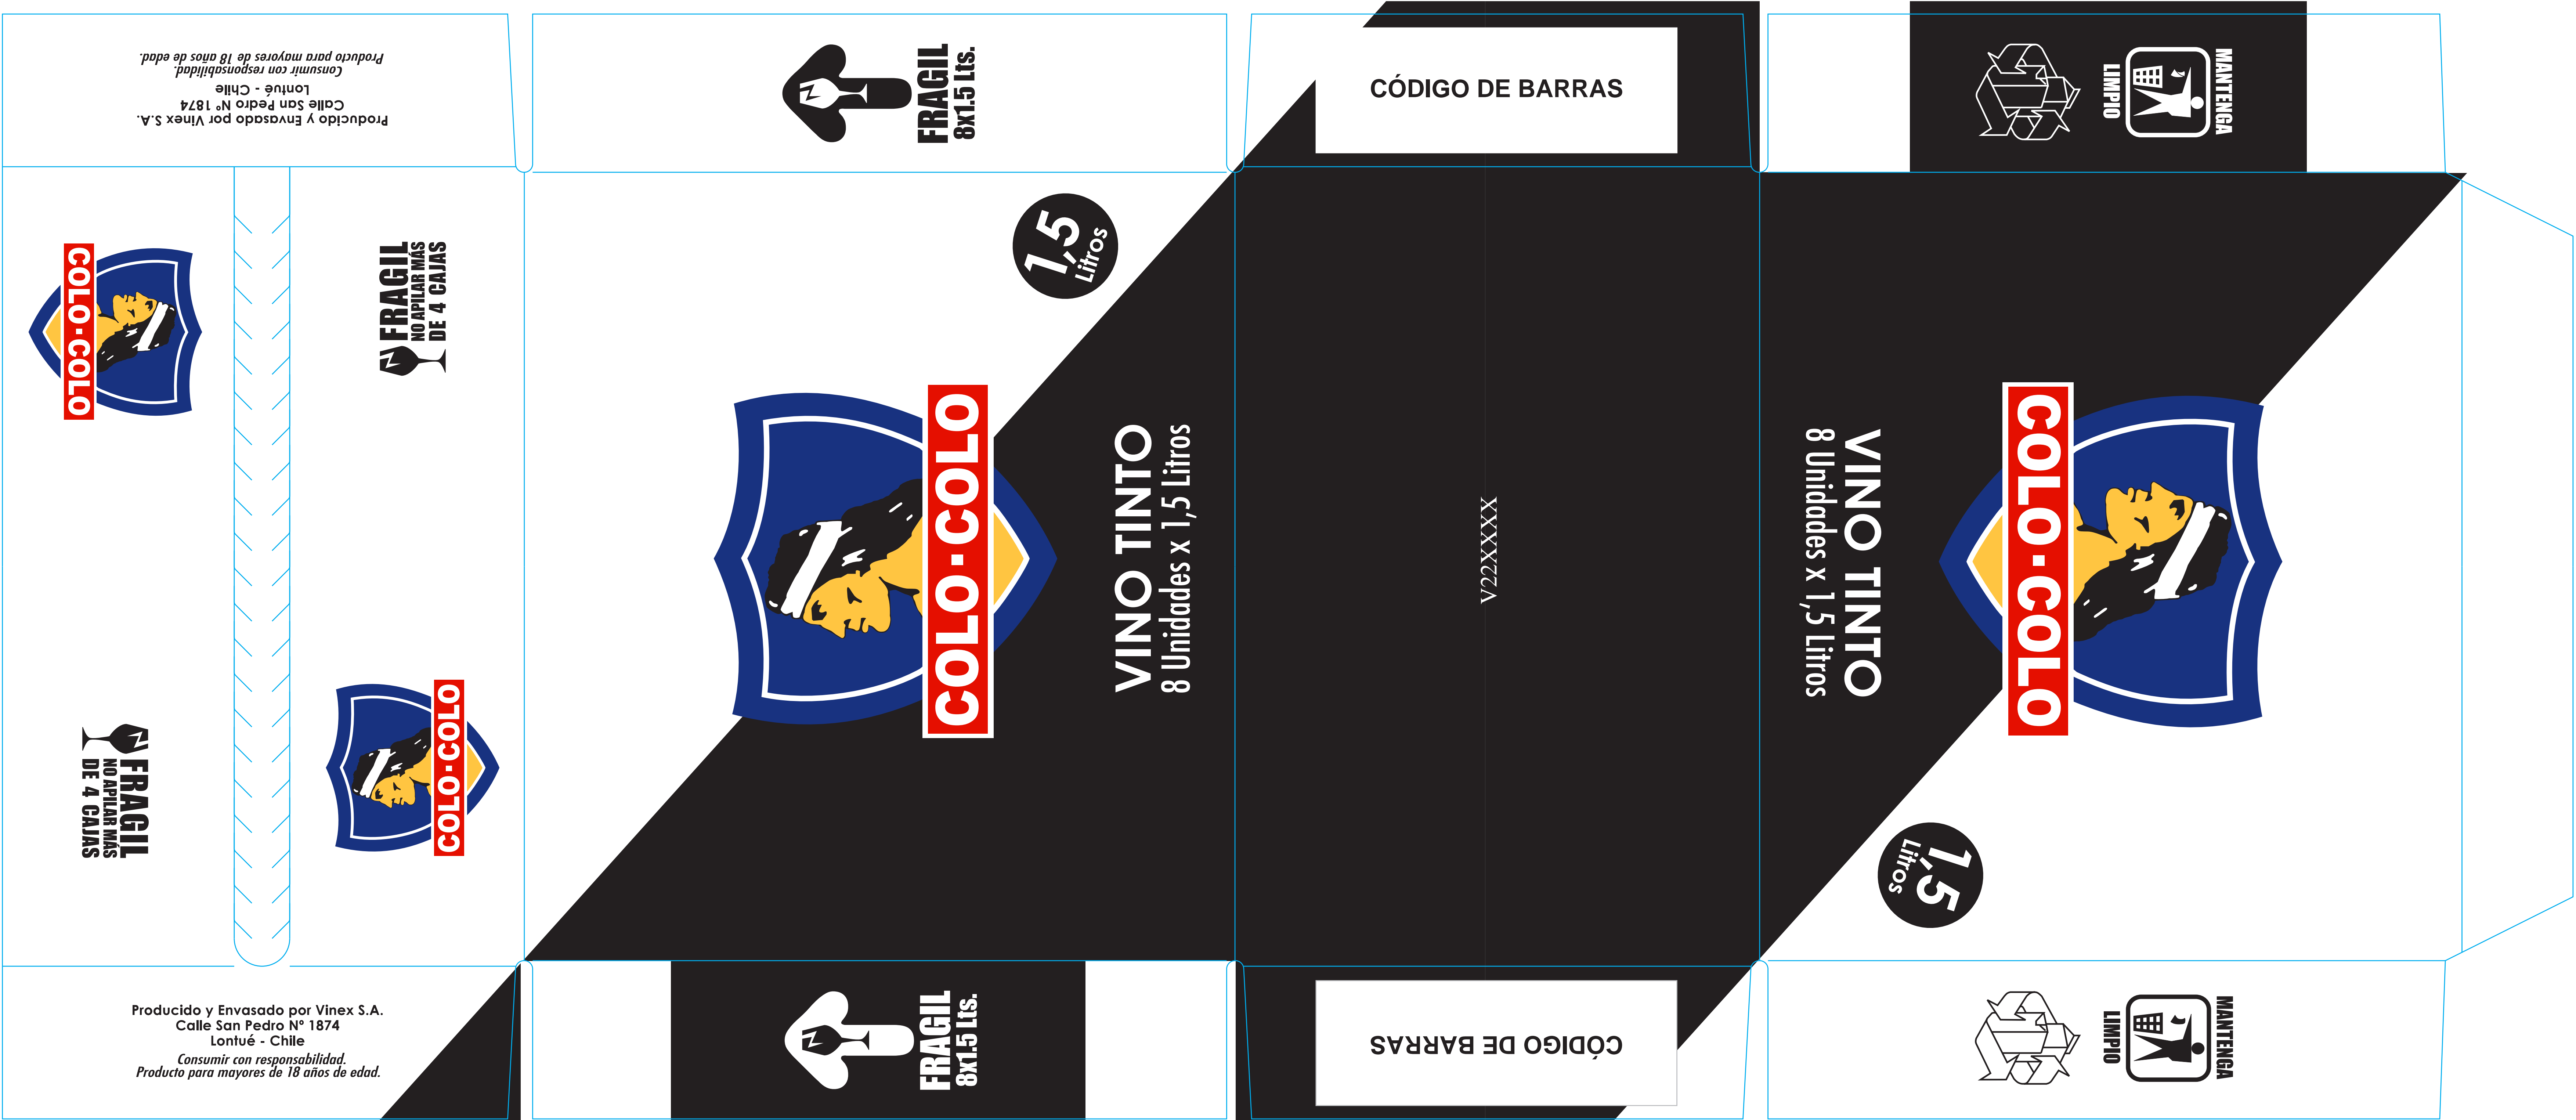 Producido y Envasado por Vinex S.A.
Calle San Pedro Nº 1874
Lontué - Chile
Consumir con responsabilidad.
Producto para mayores de 18 años de edad.
FRAGIL
8x1.5 Lts.
CÓDIGO DE BARRAS
MANTENGA
LIMPIO
COLO-COLO
FRAGIL
NO APILAR MÁS
DE 4 CAJAS
FRAGIL
NO APILAR MÁS
DE 4 CAJAS
COLO-COLO
1,5
Litros
COLO-COLO
VINO TINTO
8 Unidades x 1,5 Litros
V22XXXXX
VINO TINTO
8 Unidades x 1,5 Litros
COLO-COLO
1,5
Litros
Producido y Envasado por Vinex S.A.
Calle San Pedro Nº 1874
Lontué - Chile
Consumir con responsabilidad.
Producto para mayores de 18 años de edad.
FRAGIL
8x1.5 Lts.
CÓDIGO DE BARRAS
MANTENGA
LIMPIO